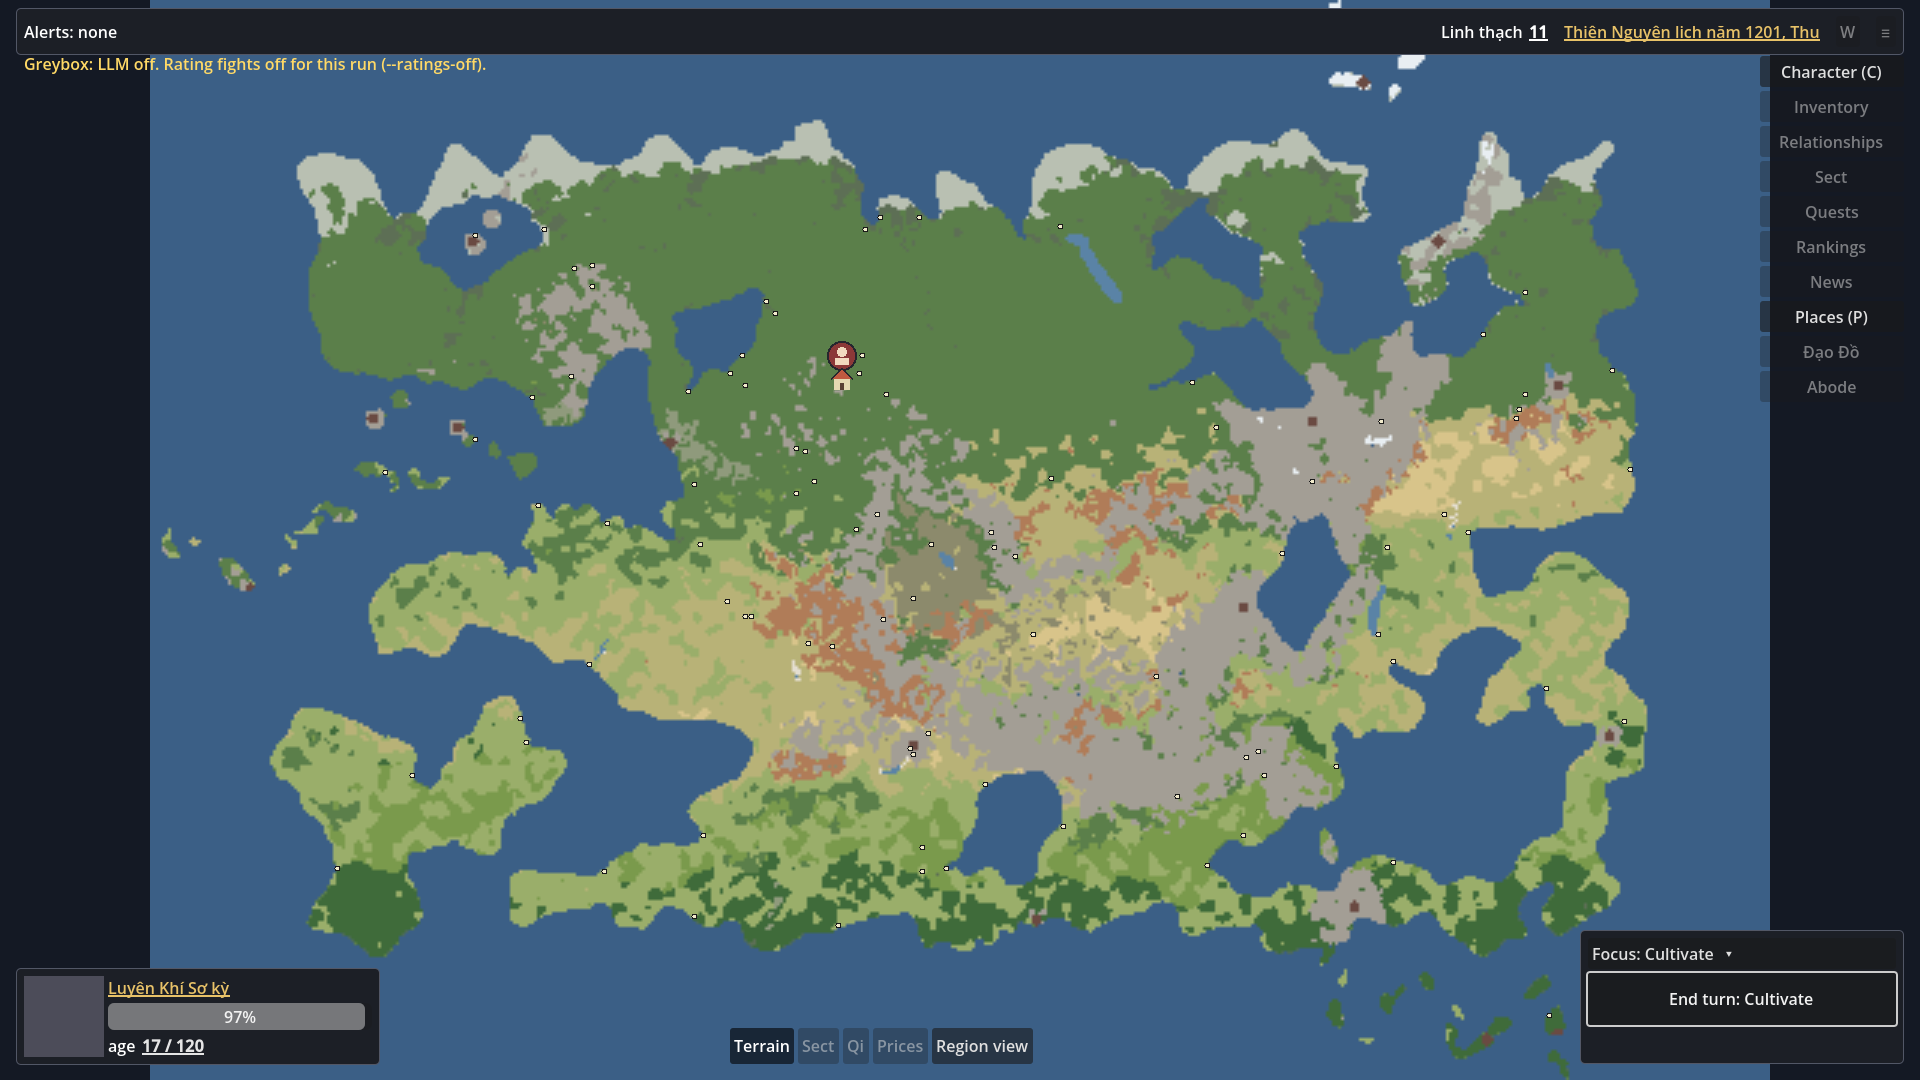 Alerts: none
Linh thạch 11 Thiên Nguyên lich năm 1201, Thu W ≡
Greybox: LLM off. Rating fights off for this run (--ratings-off).
Character (C)
Inventory
Relationships
Sect
Quests
Rankings
News
Places (P)
Đạo Đồ
Abode
Luyện Khí Sơ kỳ
97%
age 17 / 120
Terrain Sect Qi Prices Region view
Focus: Cultivate ▾
End turn: Cultivate